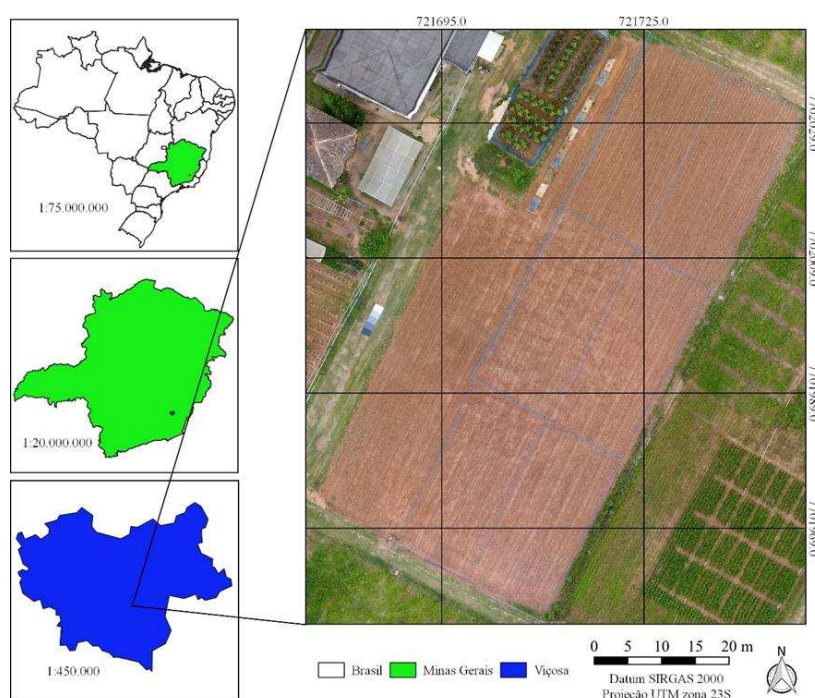 721695.0
721725.0
1:75.000.000
1:20.000.000
1:450.000
Brasil
Minas Gerais
Viçosa
0 5 10 15 20 m
Datum SIRGAS 2000
Projeção UTM zona 23S
N